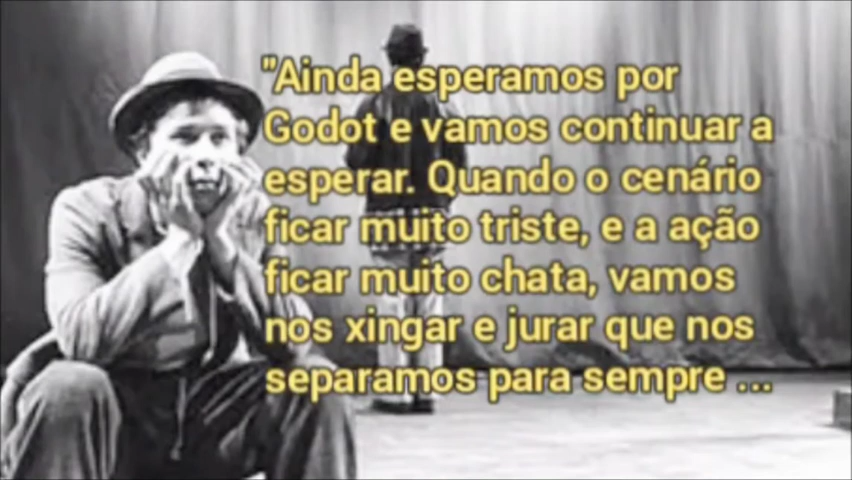 "Ainda esperamos por
Godot e vamos continuar a
esperar. Quando o cenário
ficar muito triste, e a ação
ficar muito chata, vamos
nos xingar e jurar que nos
separamos para sempre ...